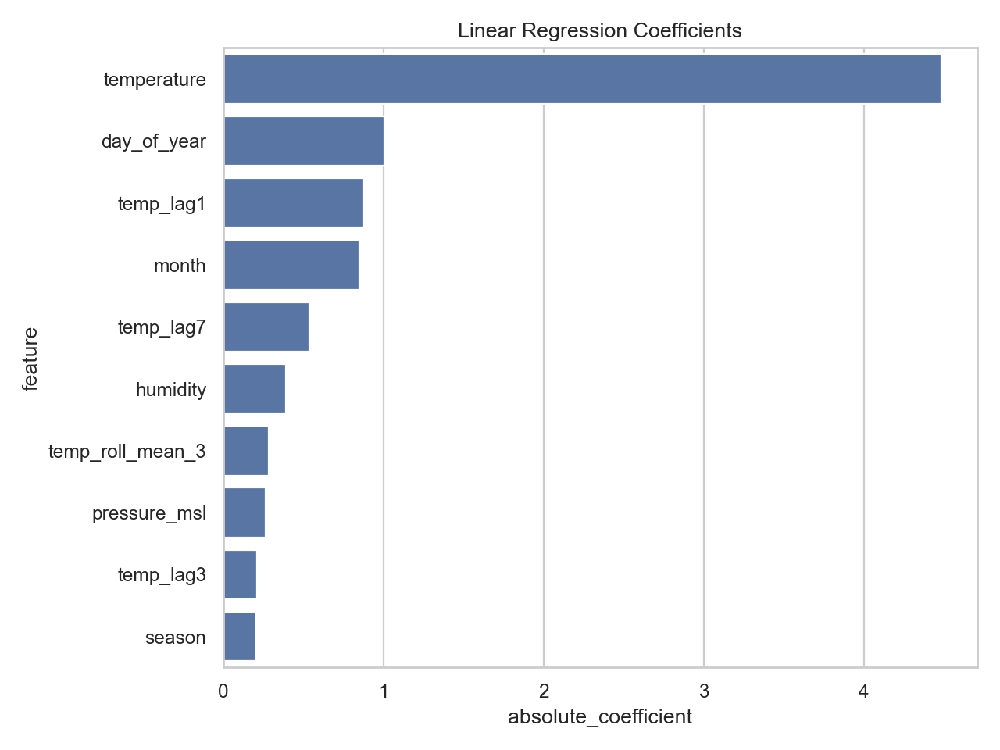 Linear Regression Coefficients
temperature
day_of_year
temp_lag1
month
temp_lag7
humidity
temp_roll_mean_3
pressure_msl
temp_lag3
season
feature
0 1 2 3 4
absolute_coefficient